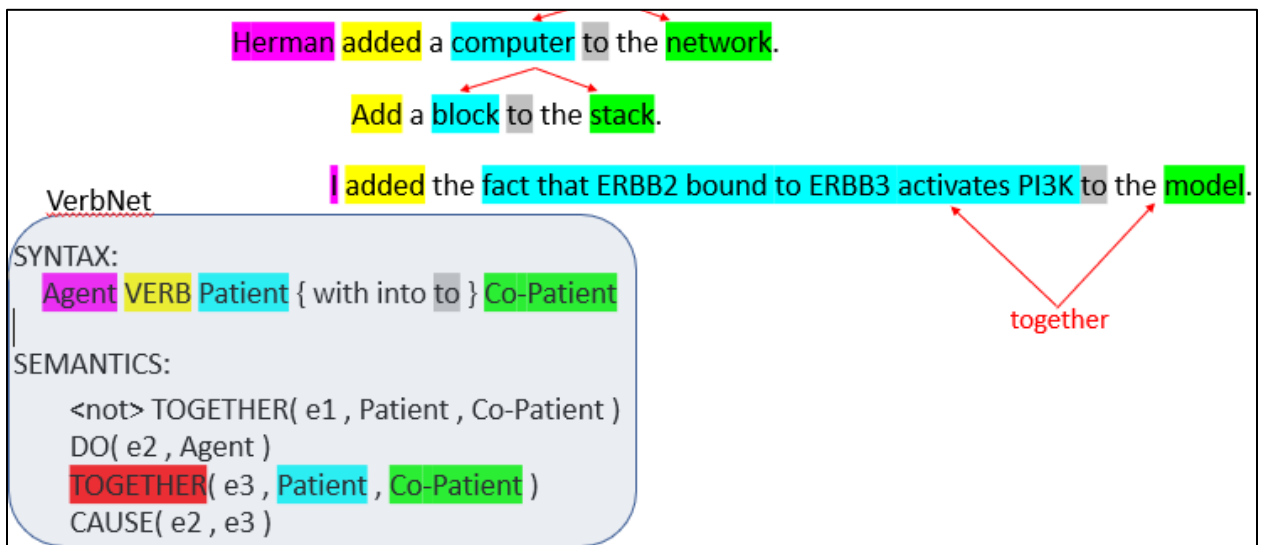 Herman added a computer to the network.
Add a block to the stack.
I added the fact that ERBB2 bound to ERBB3 activates PI3K to the model.
together
VerbNet
SYNTAX:
Agent VERB Patient { with into to } Co-Patient
SEMANTICS:
<not> TOGETHER( e1 , Patient , Co-Patient )
DO( e2 , Agent )
TOGETHER( e3 , Patient , Co-Patient )
CAUSE( e2 , e3 )